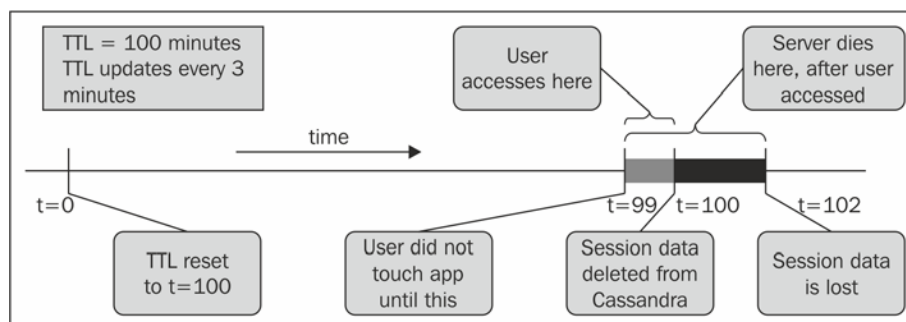 TTL = 100 minutes
TTL updates every 3
minutes
User
accesses here
Server dies
here, after user
accessed
time
t=0
t=99
t=100
t=102
TTL reset
to t=100
User did not
touch app
until this
Session data
deleted from
Cassandra
Session data
is lost